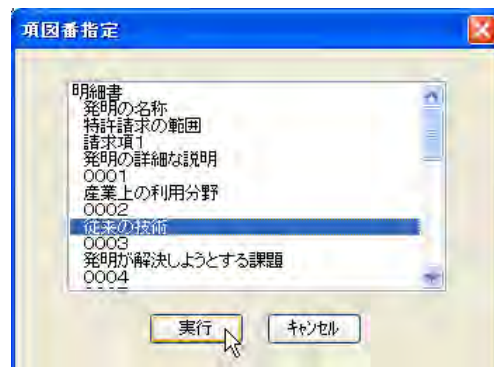 項図番指定
明細書
発明の名称
特許請求の範囲
請求項1
発明の詳細な説明
0001
産業上の利用分野
0002
従来の技術
0003
発明が解決しようとする課題
0004
実行 キャンセル